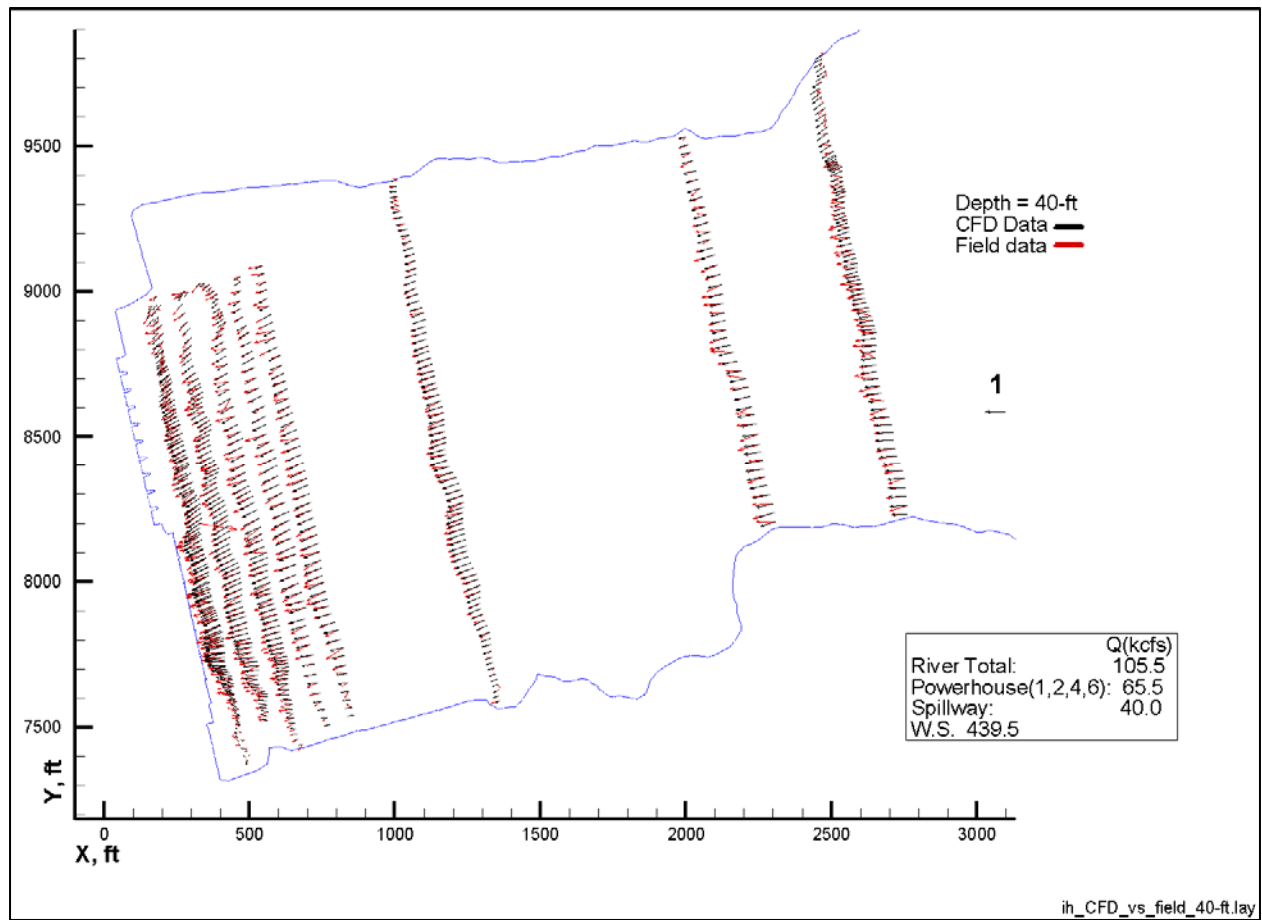 9500
9000
8500
8000
7500
Y, ft
0
500
1000
1500
2000
2500
3000
X, ft
Depth = 40-ft
CFD Data
Field data
1
Q(kcfs)
River Total: 105.5
Powerhouse(1,2,4,6): 65.5
Spillway: 40.0
W.S. 439.5
ih_CFD_vs_field_40-ft.lay